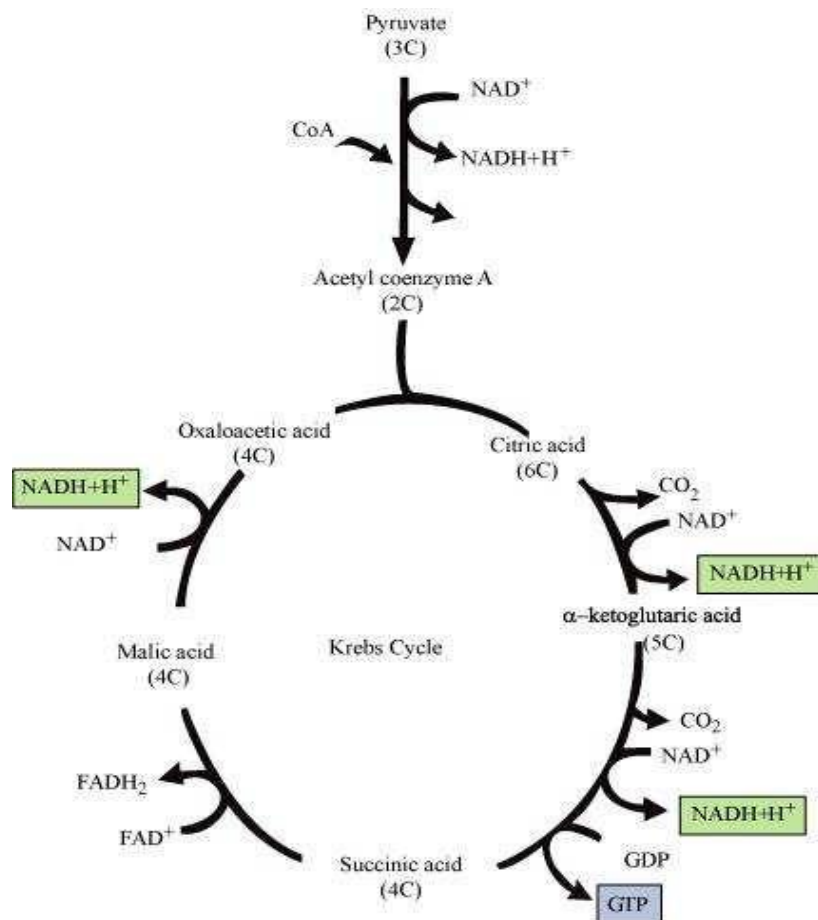 Pyruvate
(3C)
NAD⁺
CoA
NADH+H⁺
Acetyl coenzyme A
(2C)
Oxaloacetic acid
(4C)
Citric acid
(6C)
NADH+H⁺
CO₂
NAD⁺
NAD⁺
NADH+H⁺
α–ketoglutaric acid
(5C)
Malic acid
(4C)
Krebs Cycle
CO₂
NAD⁺
FADH₂
NADH+H⁺
FAD⁺
GDP
Succinic acid
(4C)
GTP